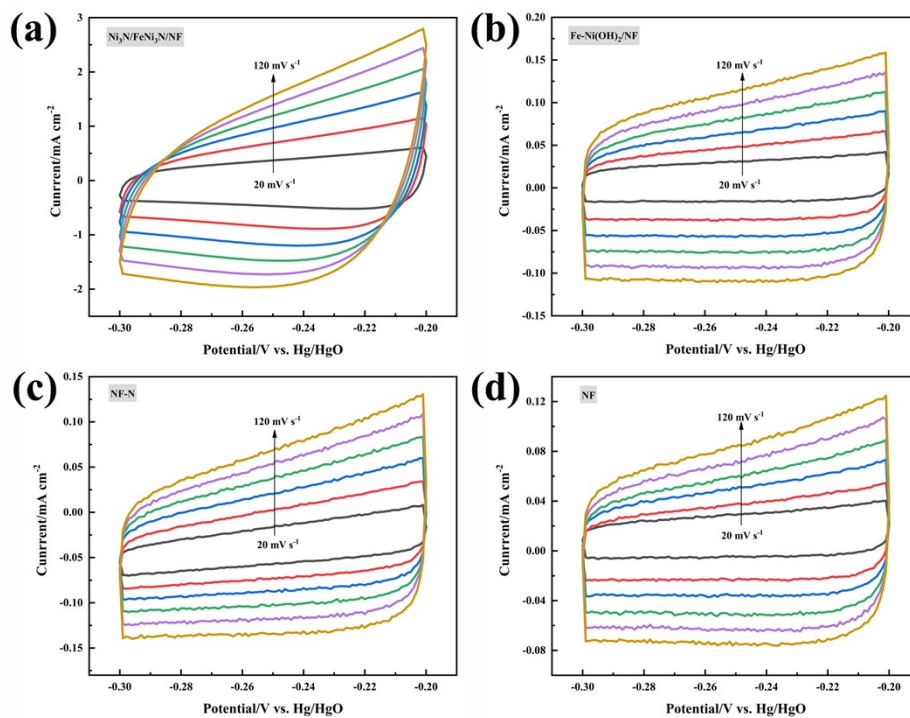 (a)
Ni₃N/FeNi₃N/NF
120 mV s⁻¹
20 mV s⁻¹
3
2
1
0
-1
-2
-0.30
-0.28
-0.26
-0.24
-0.22
-0.20
Cunrrent/mA cm⁻²
Potential/V vs. Hg/HgO
(b)
Fe-Ni(OH)₂/NF
120 mV s⁻¹
20 mV s⁻¹
0.15
0.10
0.05
0.00
-0.05
-0.10
-0.15
-0.30
-0.28
-0.26
-0.24
-0.22
-0.20
Cunrrent/mA cm⁻²
Potential/V vs. Hg/HgO
(c)
NF-N
120 mV s⁻¹
20 mV s⁻¹
0.15
0.10
0.05
0.00
-0.05
-0.10
-0.15
-0.30
-0.28
-0.26
-0.24
-0.22
-0.20
Cunrrent/mA cm⁻²
Potential/V vs. Hg/HgO
(d)
NF
120 mV s⁻¹
20 mV s⁻¹
0.12
0.08
0.04
0.00
-0.04
-0.08
-0.30
-0.28
-0.26
-0.24
-0.22
-0.20
Cunrrent/mA cm⁻²
Potential/V vs. Hg/HgO